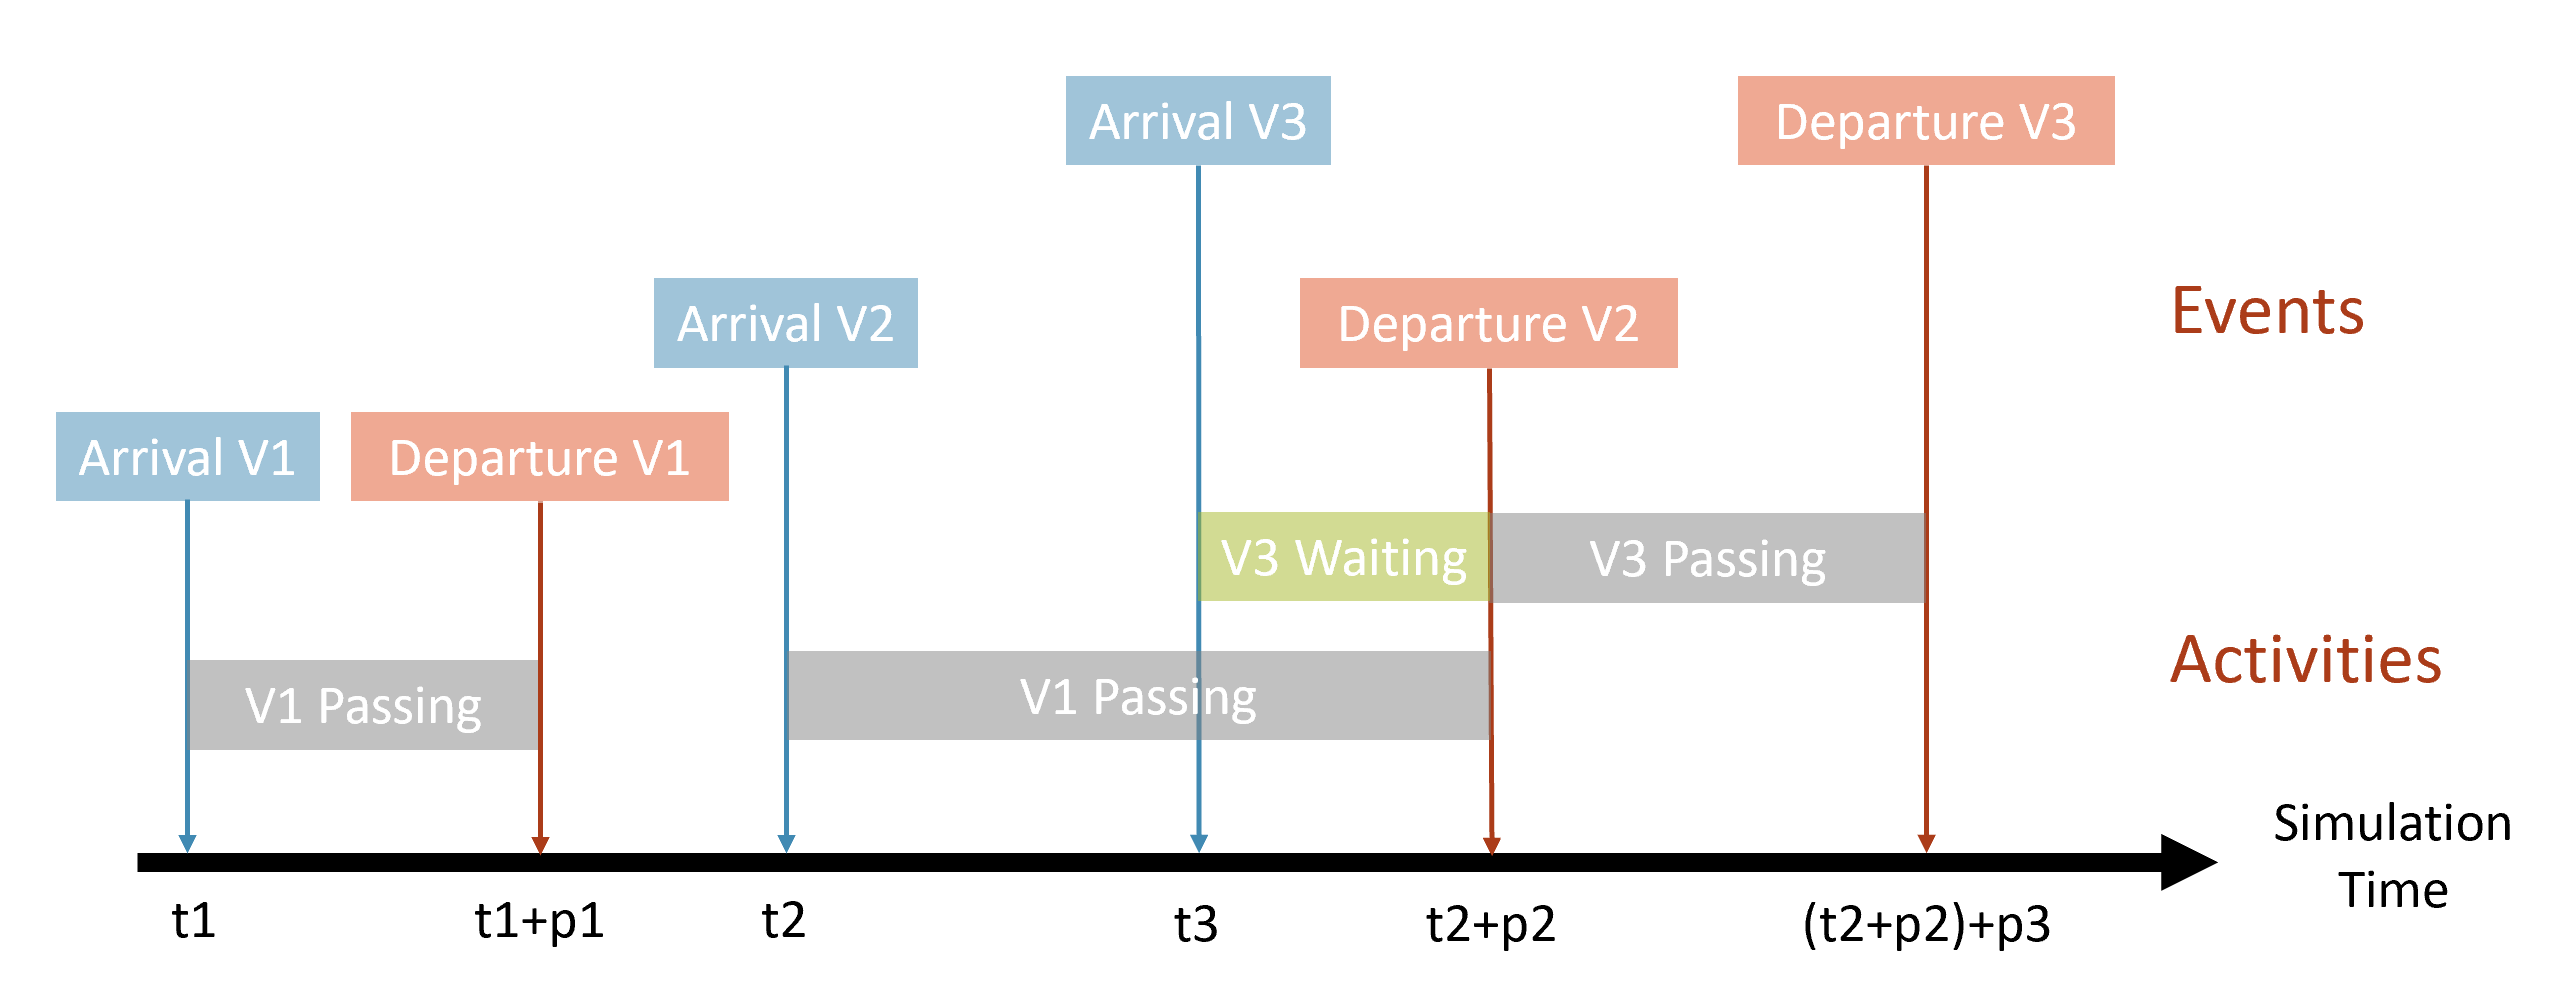 Arrival V3
Departure V3
Arrival V2
Departure V2
Events
Arrival V1
Departure V1
V3 Waiting
V3 Passing
V1 Passing
V1 Passing
Activities
Simulation
Time
t1
t1+p1
t2
t3
t2+p2
(t2+p2)+p3